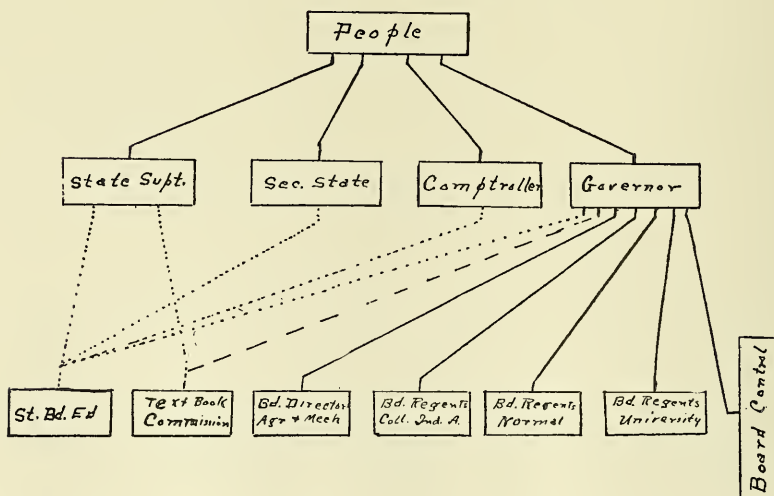 People
State Supt.
Sec. State
Comptroller
Governor
St. Bd. Ed
Text Book
Commission
Bd. Director
Agr + Mech
Bd. Regents
Coll. Ind. A.
Bd. Regents
Normal
Bd. Regents
University
Board Control